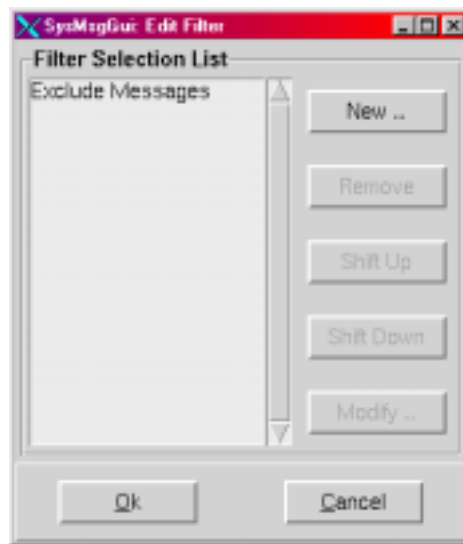 SysMsgGui: Edit Filter
Filter Selection List
Exclude Messages
New ..
Remove
Shift Up
Shift Down
Modify ..
Ok
Cancel